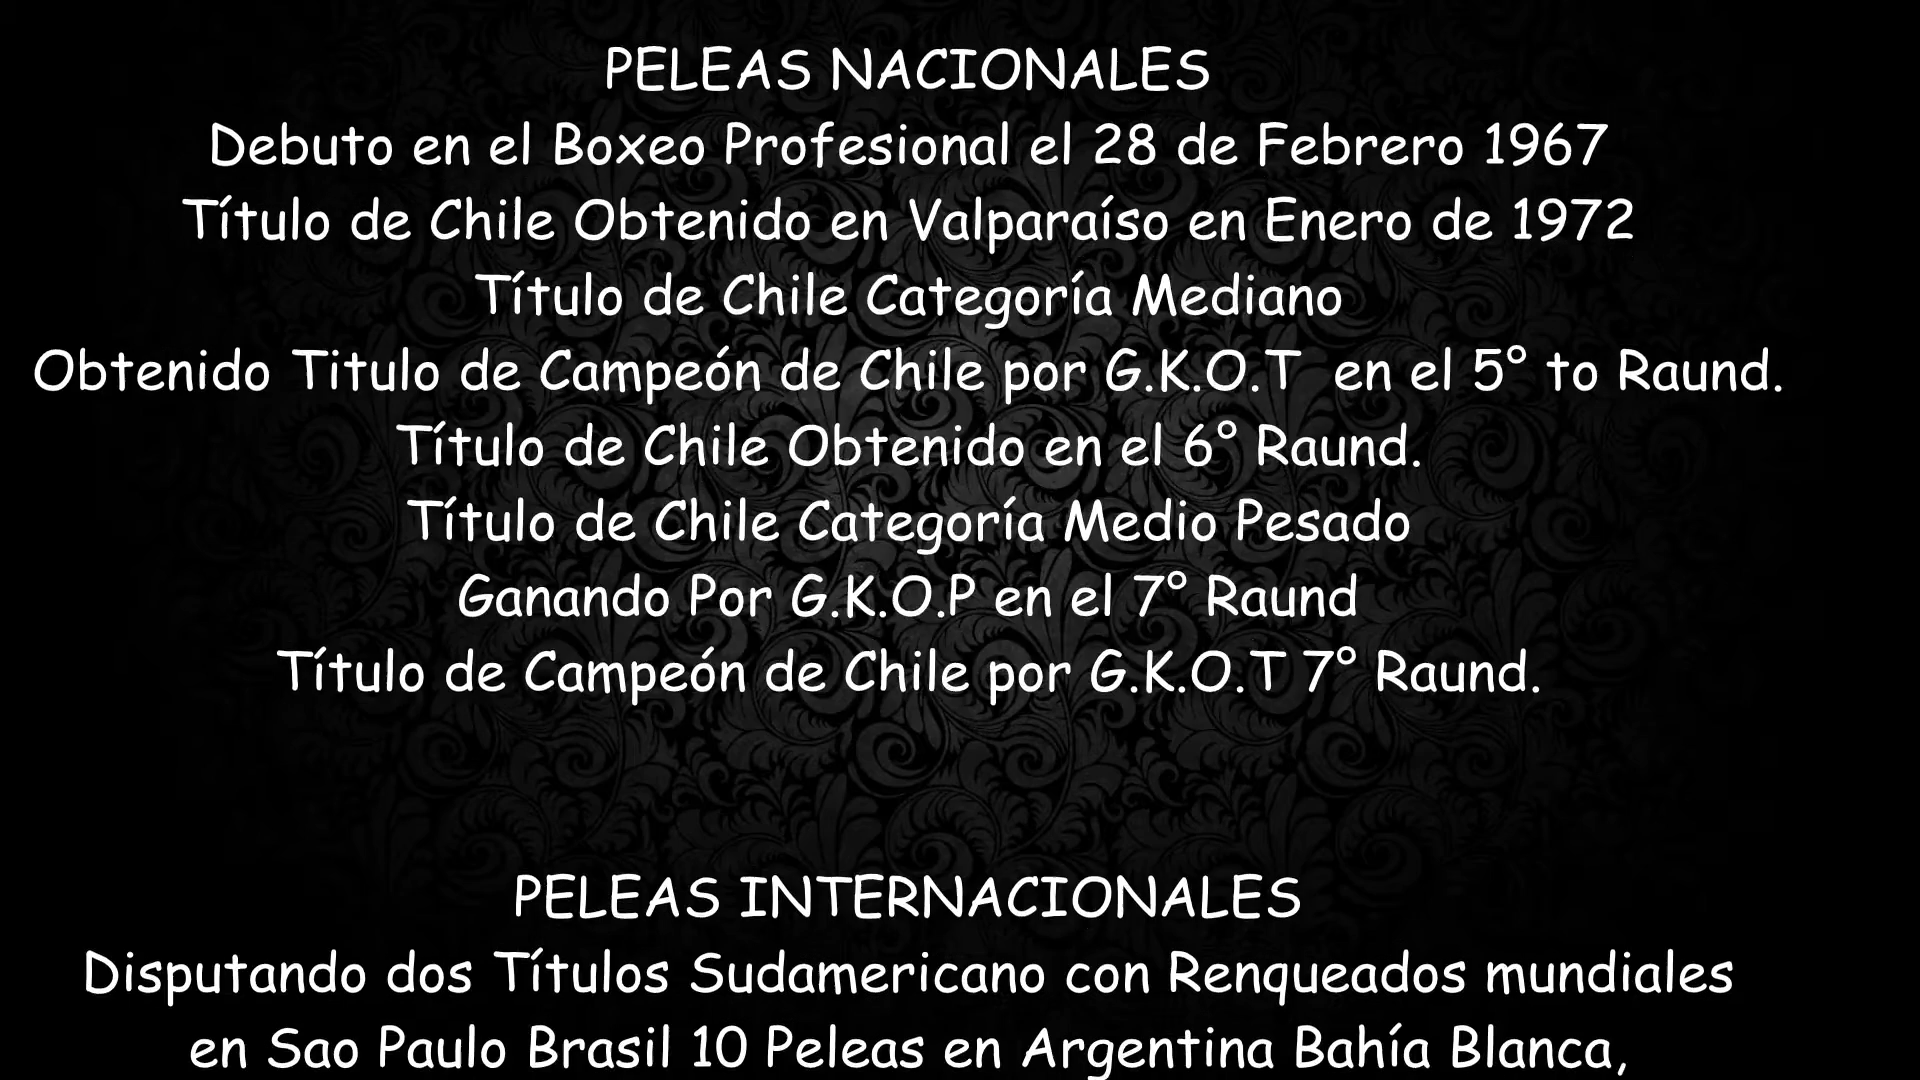 PELEAS NACIONALES
Debuto en el Boxeo Profesional el 28 de Febrero 1967
Título de Chile Obtenido en Valparaíso en Enero de 1972
Título de Chile Categoría Mediano
Obtenido Titulo de Campeón de Chile por G.K.O.T en el 5° to Raund.
Título de Chile Obtenido en el 6° Raund.
Título de Chile Categoría Medio Pesado
Ganando Por G.K.O.P en el 7° Raund
Título de Campeón de Chile por G.K.O.T 7° Raund.
PELEAS INTERNACIONALES
Disputando dos Títulos Sudamericano con Renqueados mundiales
en Sao Paulo Brasil 10 Peleas en Argentina Bahía Blanca,